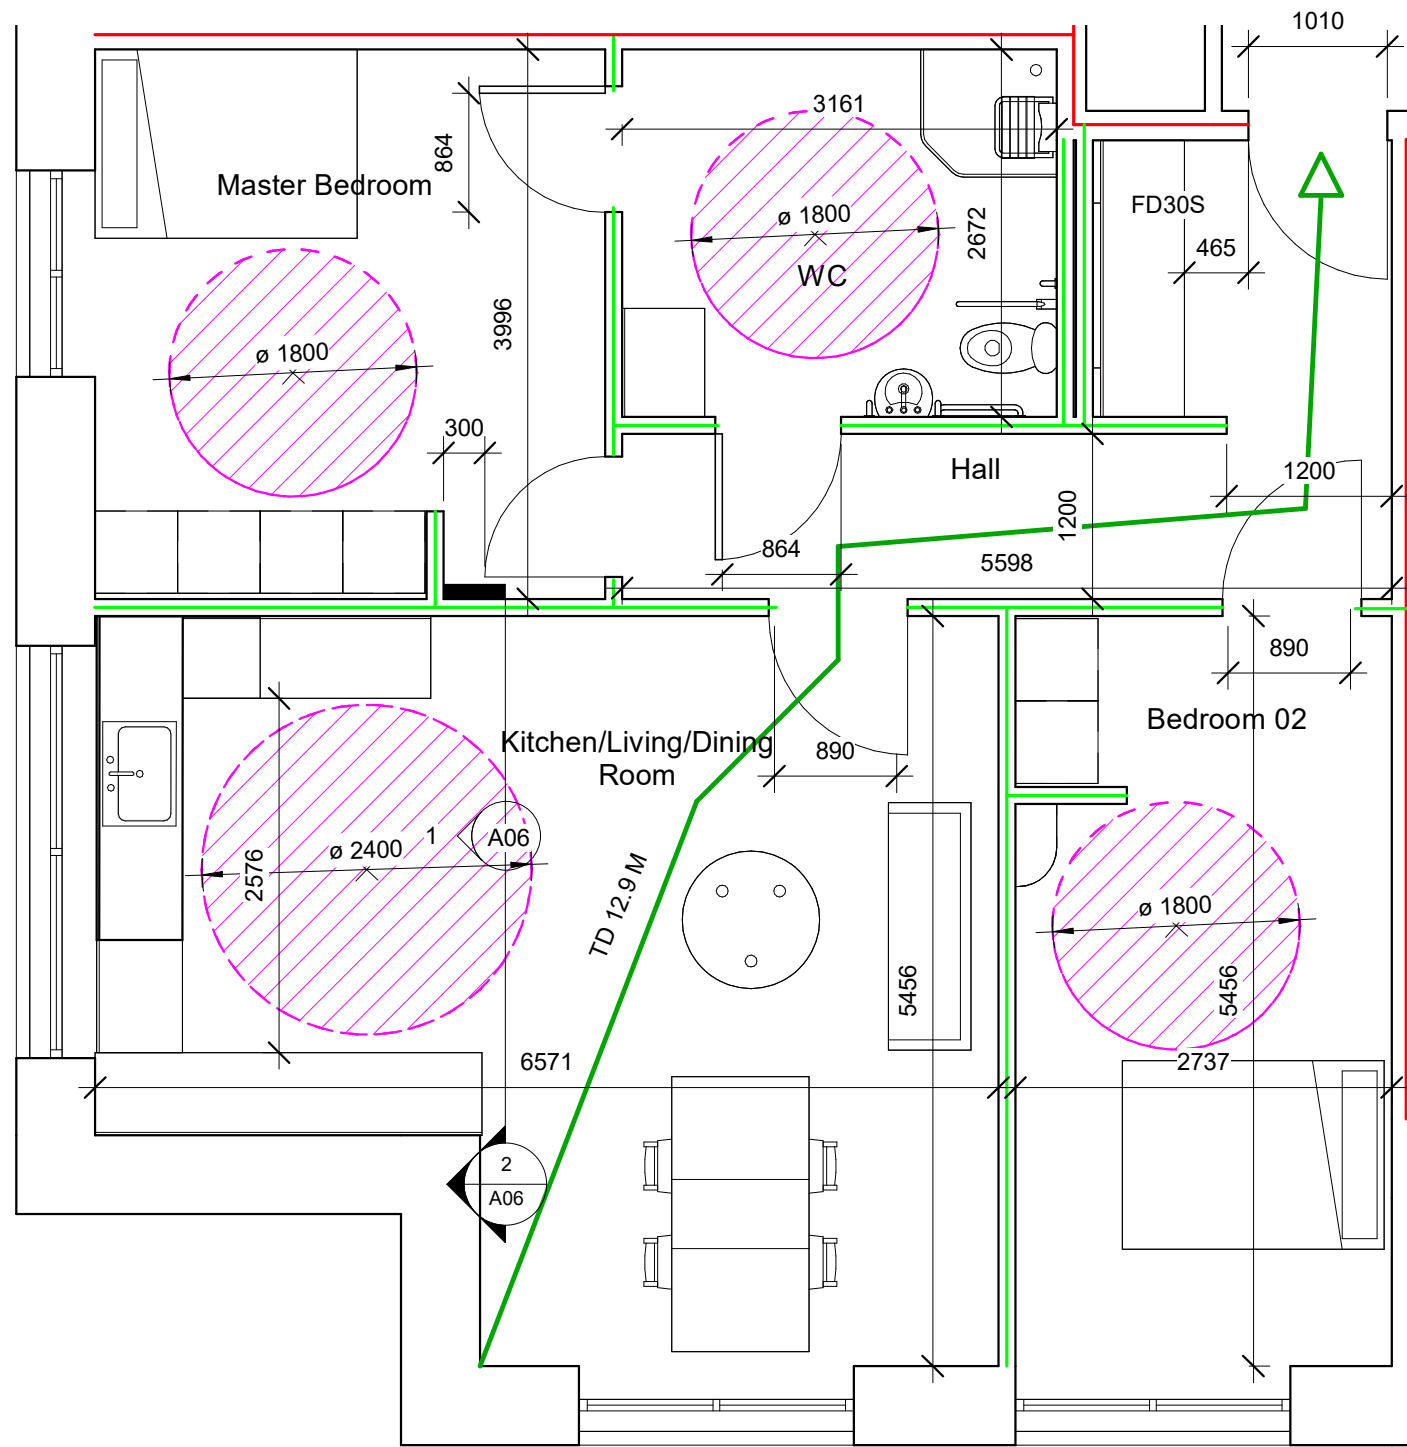 1010
3161
864
Master Bedroom
ø 1800
2672
FD30S
WC
465
3996
ø 1800
300
Hall
1200
1200
864
5598
890
Bedroom 02
Kitchen/Living/Dining
Room
890
1
A06
ø 2400
2576
TD 12.9 M
ø 1800
5456
5456
6571
2737
2
A06